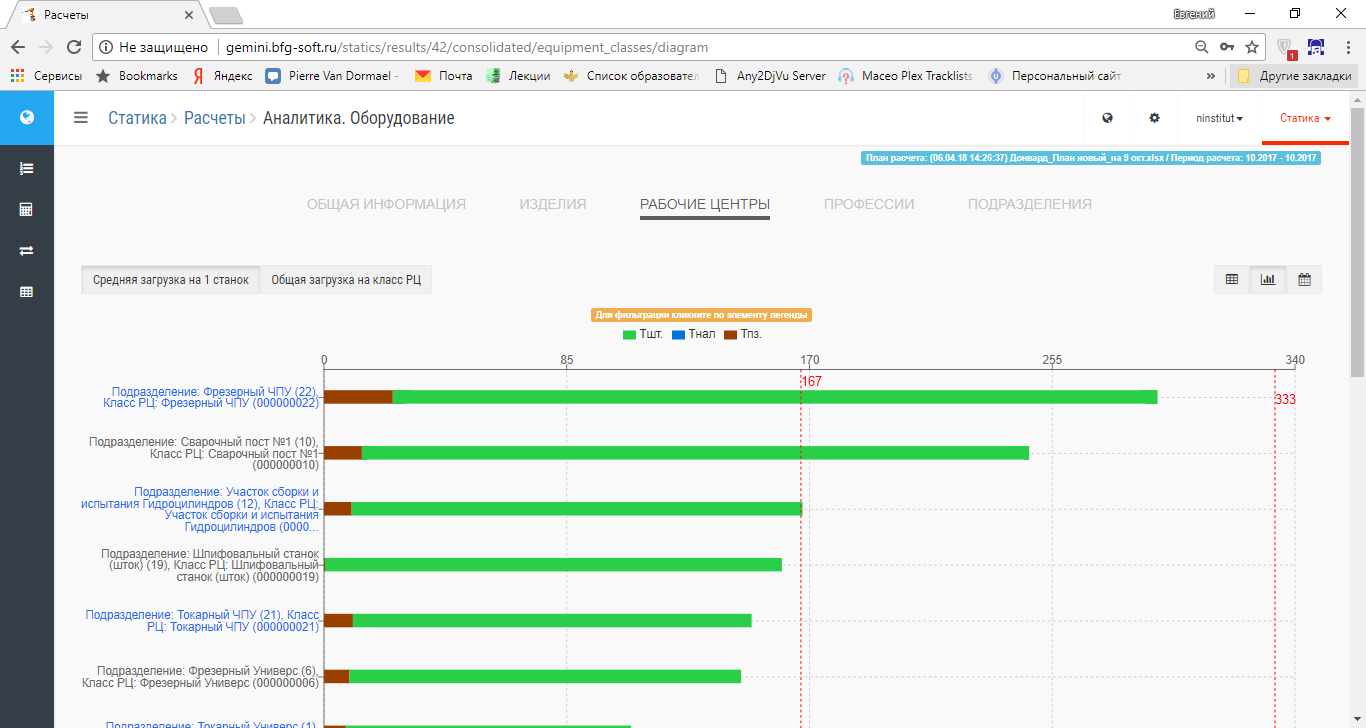 Расчеты
Евгений
Не защищено gemini.bfg-soft.ru/statics/results/42/consolidated/equipment_classes/diagram
1
Сервисы Bookmarks Яндекс Pierre Van Dormael - Почта Лекции Список образовател Any2DjVu Server Maceo Plex Tracklists Персональный сайт » Другие закладки
Статика > Расчеты > Аналитика. Оборудование
ninstitut Статика
План расчета: (06.04.18 14:26:37) Донвард_План новый_на 9 окт.xlsx / Период расчета: 10.2017 - 10.2017
ОБЩАЯ ИНФОРМАЦИЯ ИЗДЕЛИЯ РАБОЧИЕ ЦЕНТРЫ ПРОФЕССИИ ПОДРАЗДЕЛЕНИЯ
Средняя загрузка на 1 станок Общая загрузка на класс РЦ
Для фильтрации кликните по элементу легенды
Тшт. Тнал Тпз.
0 85 170 255 340
167
333
Подразделение: Фрезерный ЧПУ (22),
Класс РЦ: Фрезерный ЧПУ (000000022)
Подразделение: Сварочный пост №1 (10),
Класс РЦ: Сварочный пост №1
(000000010)
Подразделение: Участок сборки и
испытания Гидроцилиндров (12), Класс РЦ:
Участок сборки и испытания
Гидроцилиндров (0000...
Подразделение: Шлифовальный станок
(шток) (19), Класс РЦ: Шлифовальный
станок (шток) (000000019)
Подразделение: Токарный ЧПУ (21), Класс
РЦ: Токарный ЧПУ (000000021)
Подразделение: Фрезерный Универс (6),
Класс РЦ: Фрезерный Универс (000000006)
Подразделение: Токарный Универс (1),